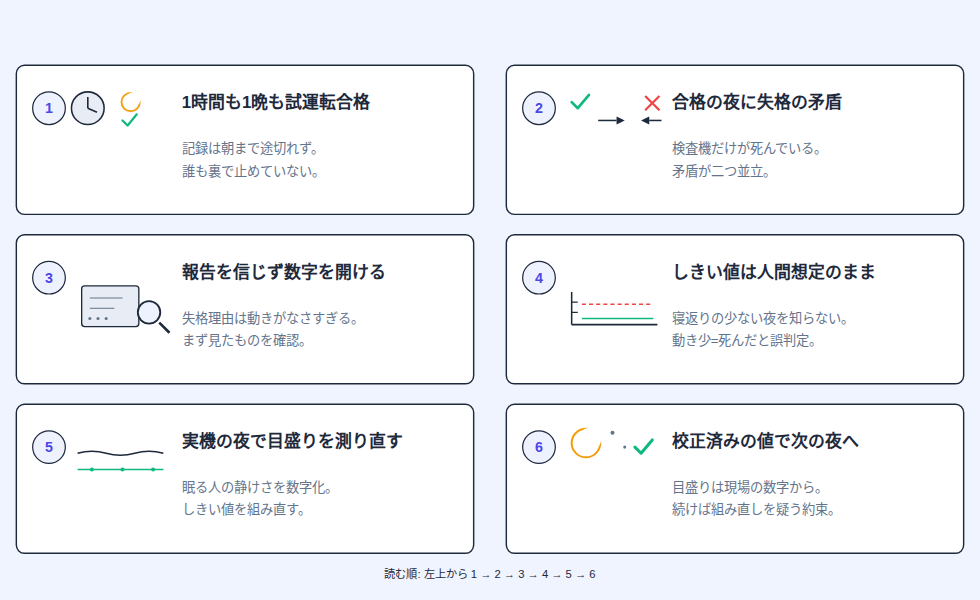 1
1時間も1晩も試運転合格
記録は朝まで途切れず。
誰も裏で止めていない。
2
合格の夜に失格の矛盾
検査機だけが死んでいる。
矛盾が二つ並立。
3
報告を信じず数字を開ける
失格理由は動きがなさすぎる。
まず見たものを確認。
4
しきい値は人間想定のまま
寝返りの少ない夜を知らない。
動き少=死んだと誤判定。
5
実機の夜で目盛りを測り直す
眠る人の静けさを数字化。
しきい値を組み直す。
6
校正済みの値で次の夜へ
目盛りは現場の数字から。
続けば組み直しを疑う約束。
読む順: 左上から 1 → 2 → 3 → 4 → 5 → 6